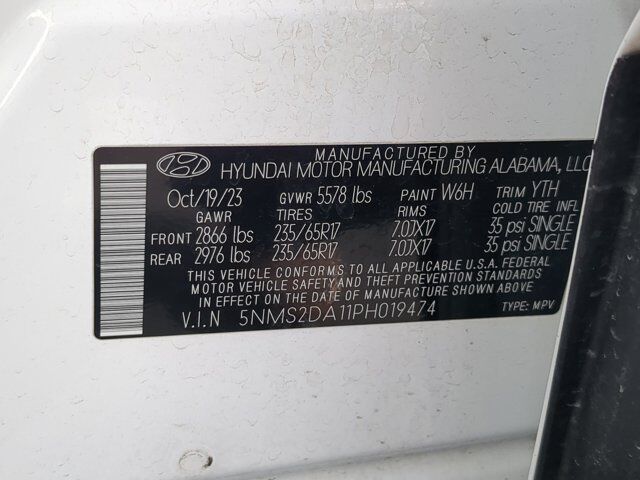 MANUFACTURED BY
HYUNDAI MOTOR MANUFACTURING ALABAMA, LLC
Oct/19/23 GVWR 5578 lbs PAINT W6H TRIM YTH
GAWR TIRES RIMS COLD TIRE INFL
FRONT 2866 lbs 235/65R17 7.0JX17 35 psi SINGLE
REAR 2976 lbs 235/65R17 7.0JX17 35 psi SINGLE
THIS VEHICLE CONFORMS TO ALL APPLICABLE U.S.A. FEDERAL
MOTOR VEHICLE SAFETY AND THEFT PREVENTION STANDARDS
IN EFFECT ON THE DATE OF MANUFACTURE SHOWN ABOVE
V.I.N 5NMS2DA11PH019474 TYPE: MPV